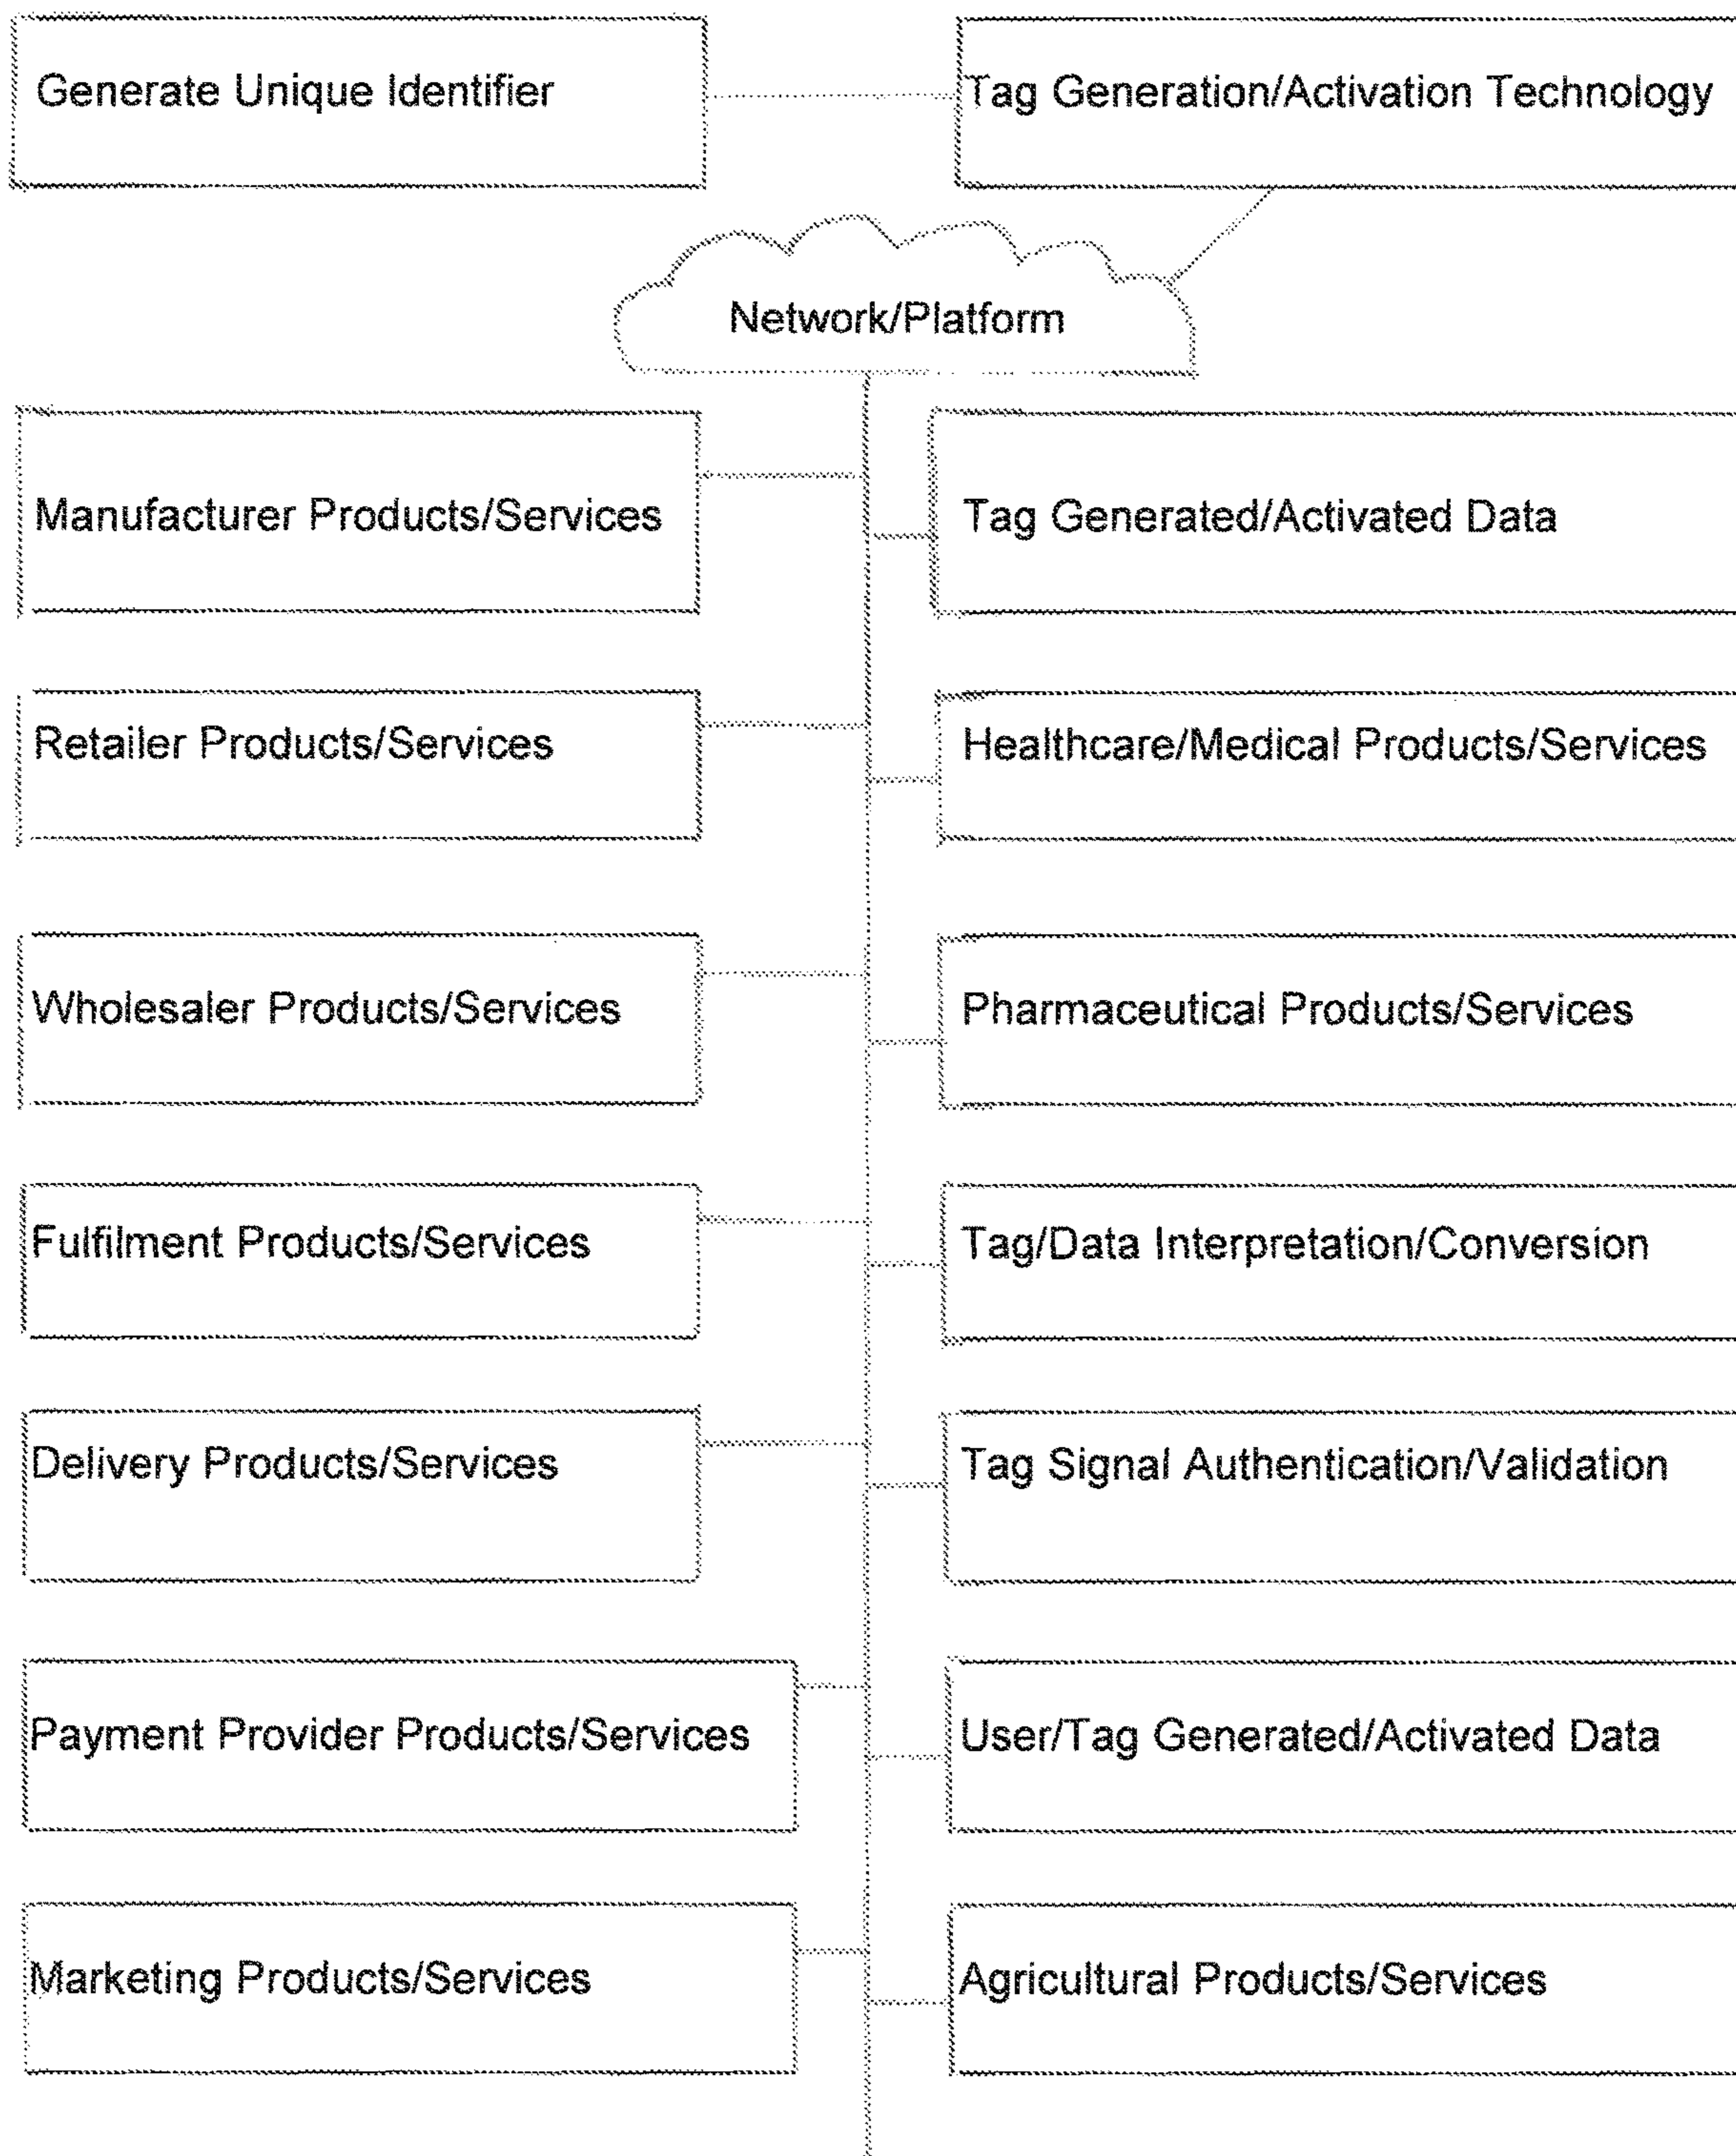 Generate Unique Identifier
Tag Generation/Activation Technology
Network/Platform
Manufacturer Products/Services
Tag Generated/Activated Data
Retailer Products/Services
Healthcare/Medical Products/Services
Wholesaler Products/Services
Pharmaceutical Products/Services
Fulfilment Products/Services
Tag/Data Interpretation/Conversion
Delivery Products/Services
Tag Signal Authentication/Validation
Payment Provider Products/Services
User/Tag Generated/Activated Data
Marketing Products/Services
Agricultural Products/Services